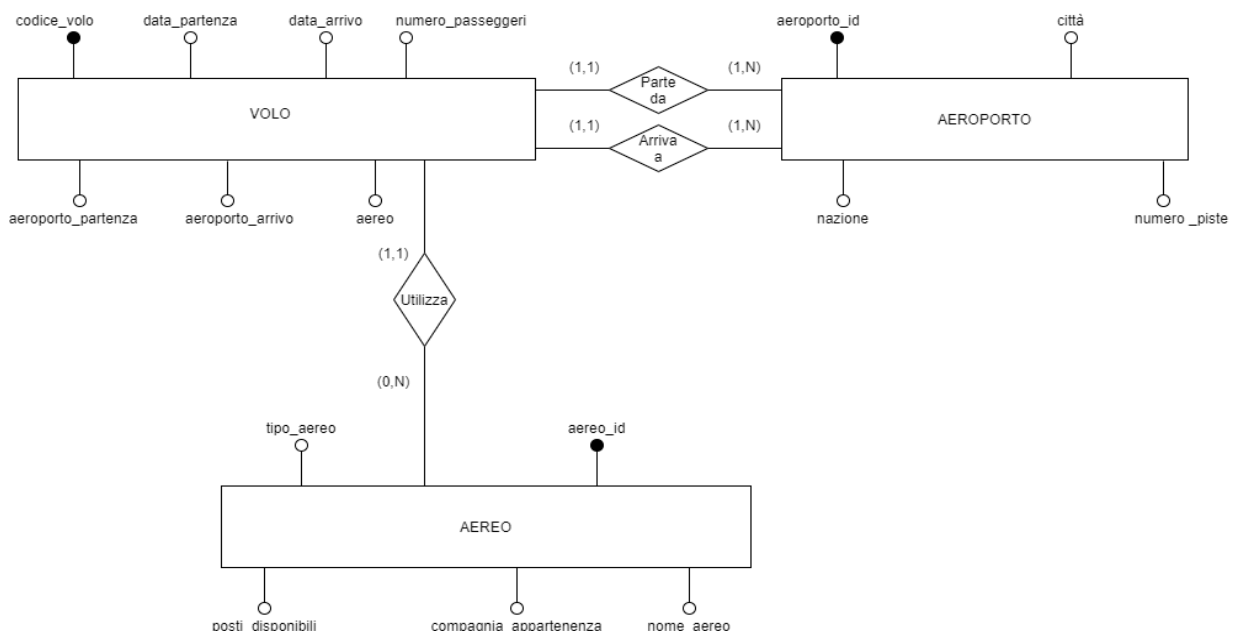 codice_volo data_partenza data_arrivo numero_passeggeri aeroporto_id città
(1,1) Parte da (1,N)
VOLO AEROPORTO
(1,1) Arriva a (1,N)
aeroporto_partenza aeroporto_arrivo aereo nazione numero _piste
(1,1)
Utilizza
(0,N)
tipo_aereo aereo_id
AEREO
posti_disponibili compagnia_appartenenza nome_aereo